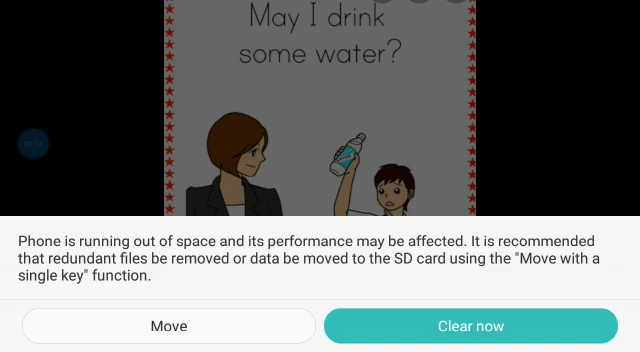 May I drink
some water?
Phone is running out of space and its performance may be affected. It is recommended
that redundant files be removed or data be moved to the SD card using the "Move with a
single key" function.
Move
Clear now